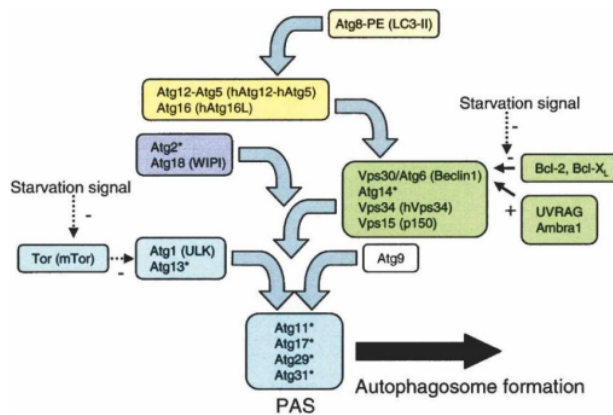 Atg8-PE (LC3-II)
Atg12-Atg5 (hAtg12-hAtg5)
Atg16 (hAtg16L)
Starvation signal
-
-
Atg2*
Atg18 (WIPI)
Vps30/Atg6 (Beclin1)
Atg14*
Vps34 (hVps34)
Vps15 (p150)
Bcl-2, Bcl-XL
+
UVRAG
Ambra1
Starvation signal
-
Tor (mTor)
-
Atg1 (ULK)
Atg13*
Atg9
Atg11*
Atg17*
Atg29*
Atg31*
PAS
Autophagosome formation